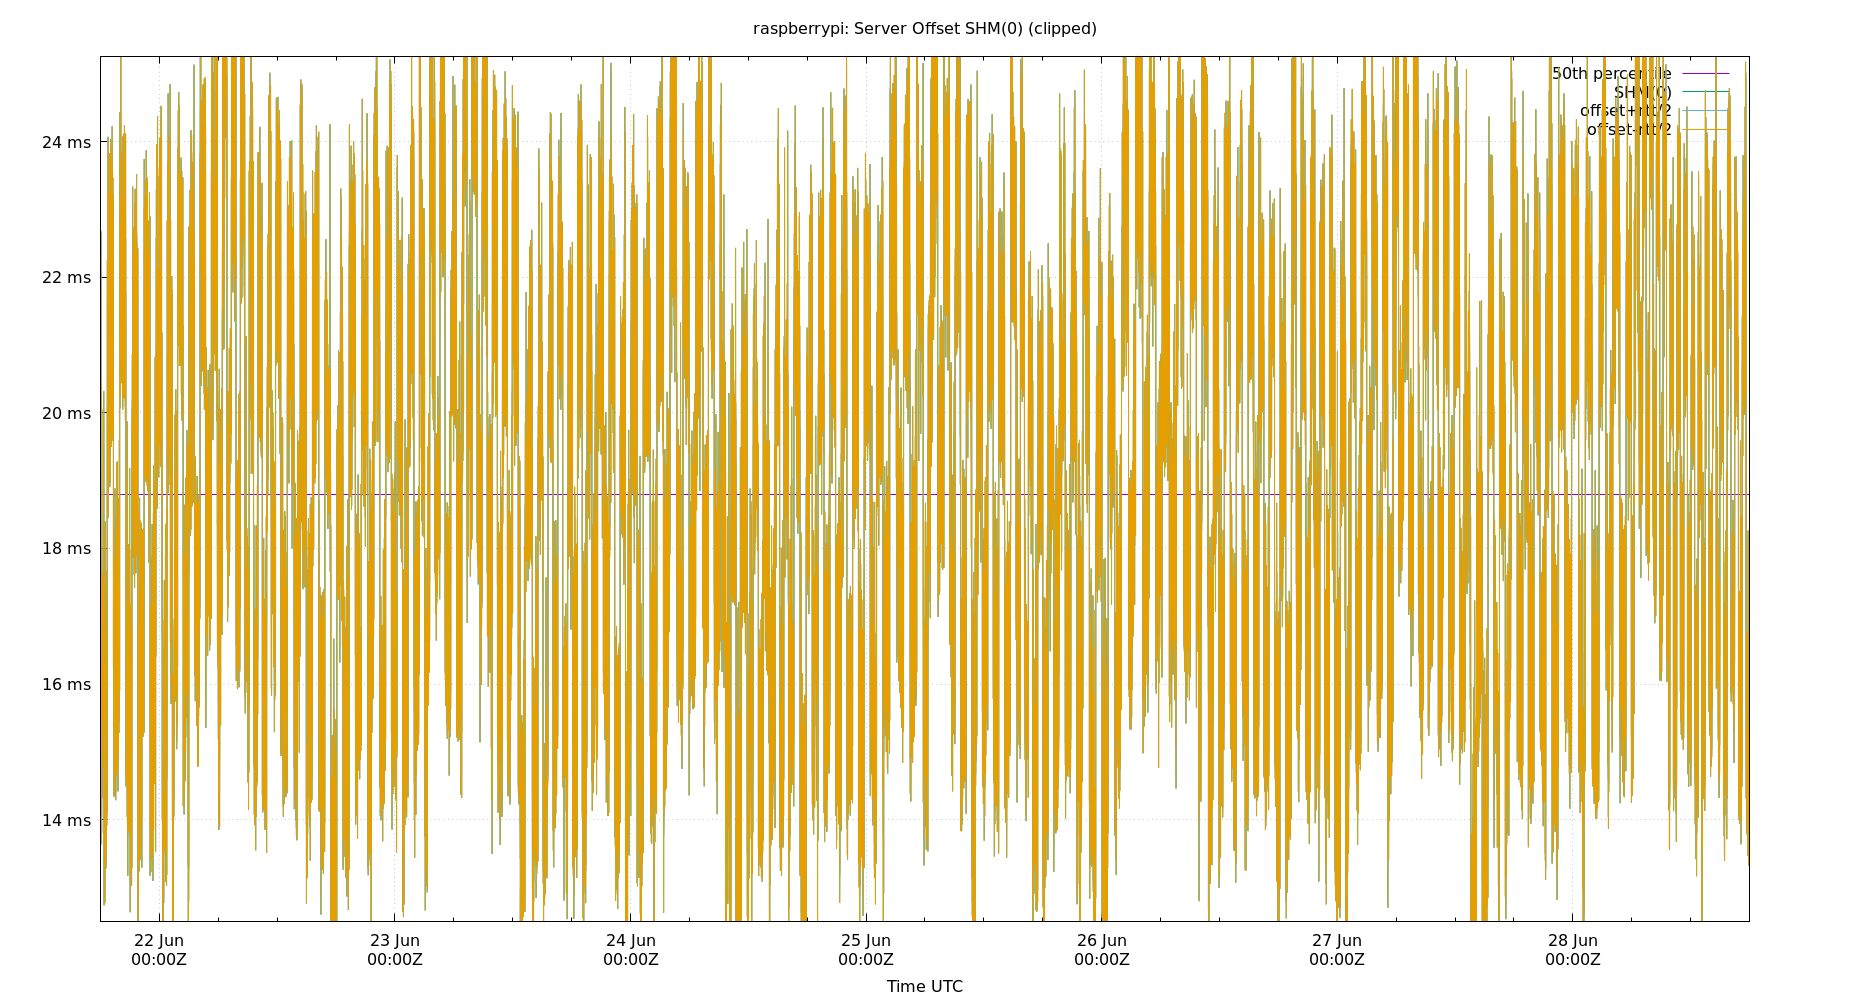 raspberrypi: Server Offset SHM(0) (clipped)
50th percentile
SHM(0)
offset+rtt/2
offset-rtt/2
24 ms
22 ms
20 ms
18 ms
16 ms
14 ms
22 Jun 23 Jun 24 Jun 25 Jun 26 Jun 27 Jun 28 Jun
00:00Z 00:00Z 00:00Z 00:00Z 00:00Z 00:00Z 00:00Z
Time UTC